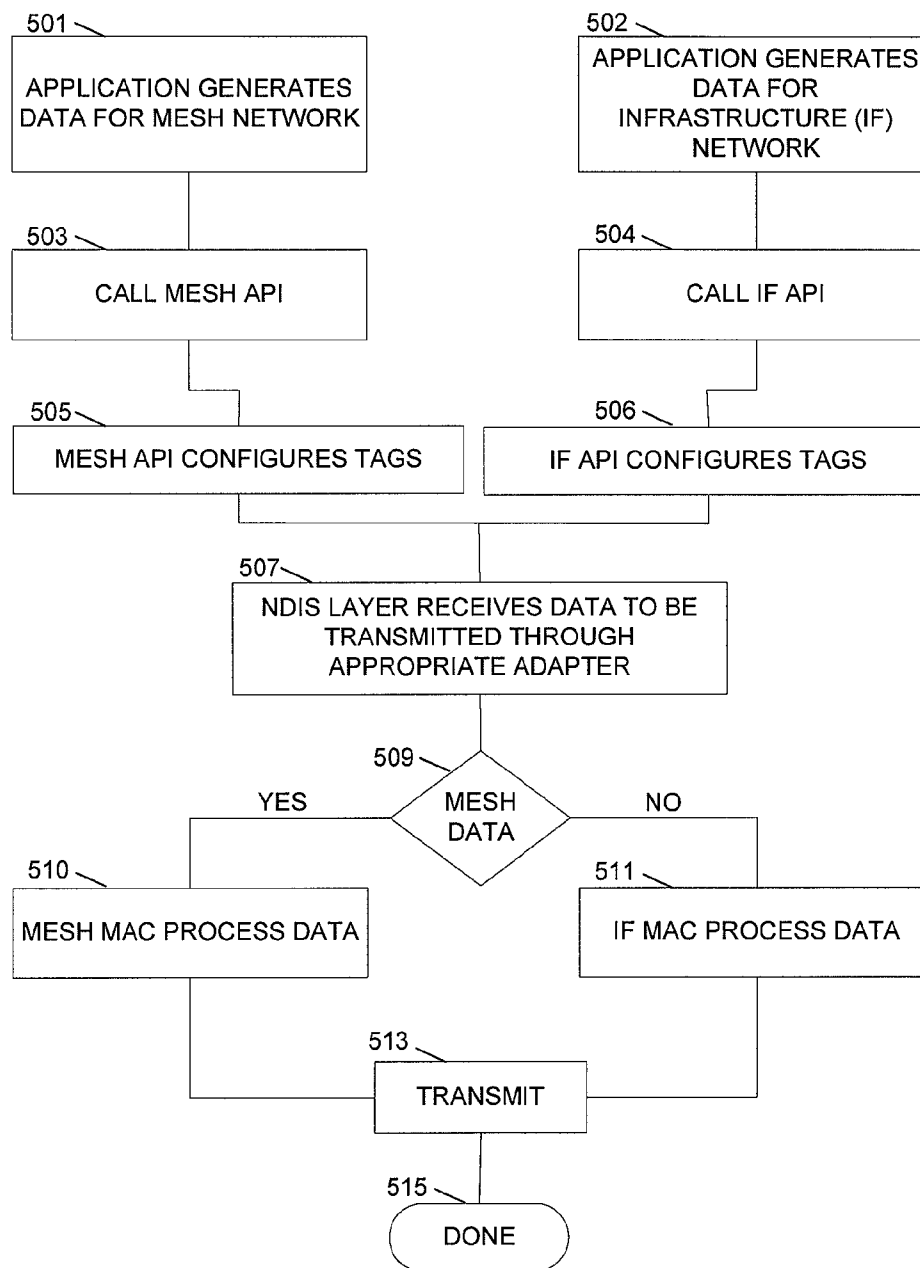 501
APPLICATION GENERATES
DATA FOR MESH NETWORK
502
APPLICATION GENERATES
DATA FOR
INFRASTRUCTURE (IF)
NETWORK
503
CALL MESH API
504
CALL IF API
505
MESH API CONFIGURES TAGS
506
IF API CONFIGURES TAGS
507
NDIS LAYER RECEIVES DATA TO BE
TRANSMITTED THROUGH
APPROPRIATE ADAPTER
509
MESH
DATA
YES
NO
510
MESH MAC PROCESS DATA
511
IF MAC PROCESS DATA
513
TRANSMIT
515
DONE